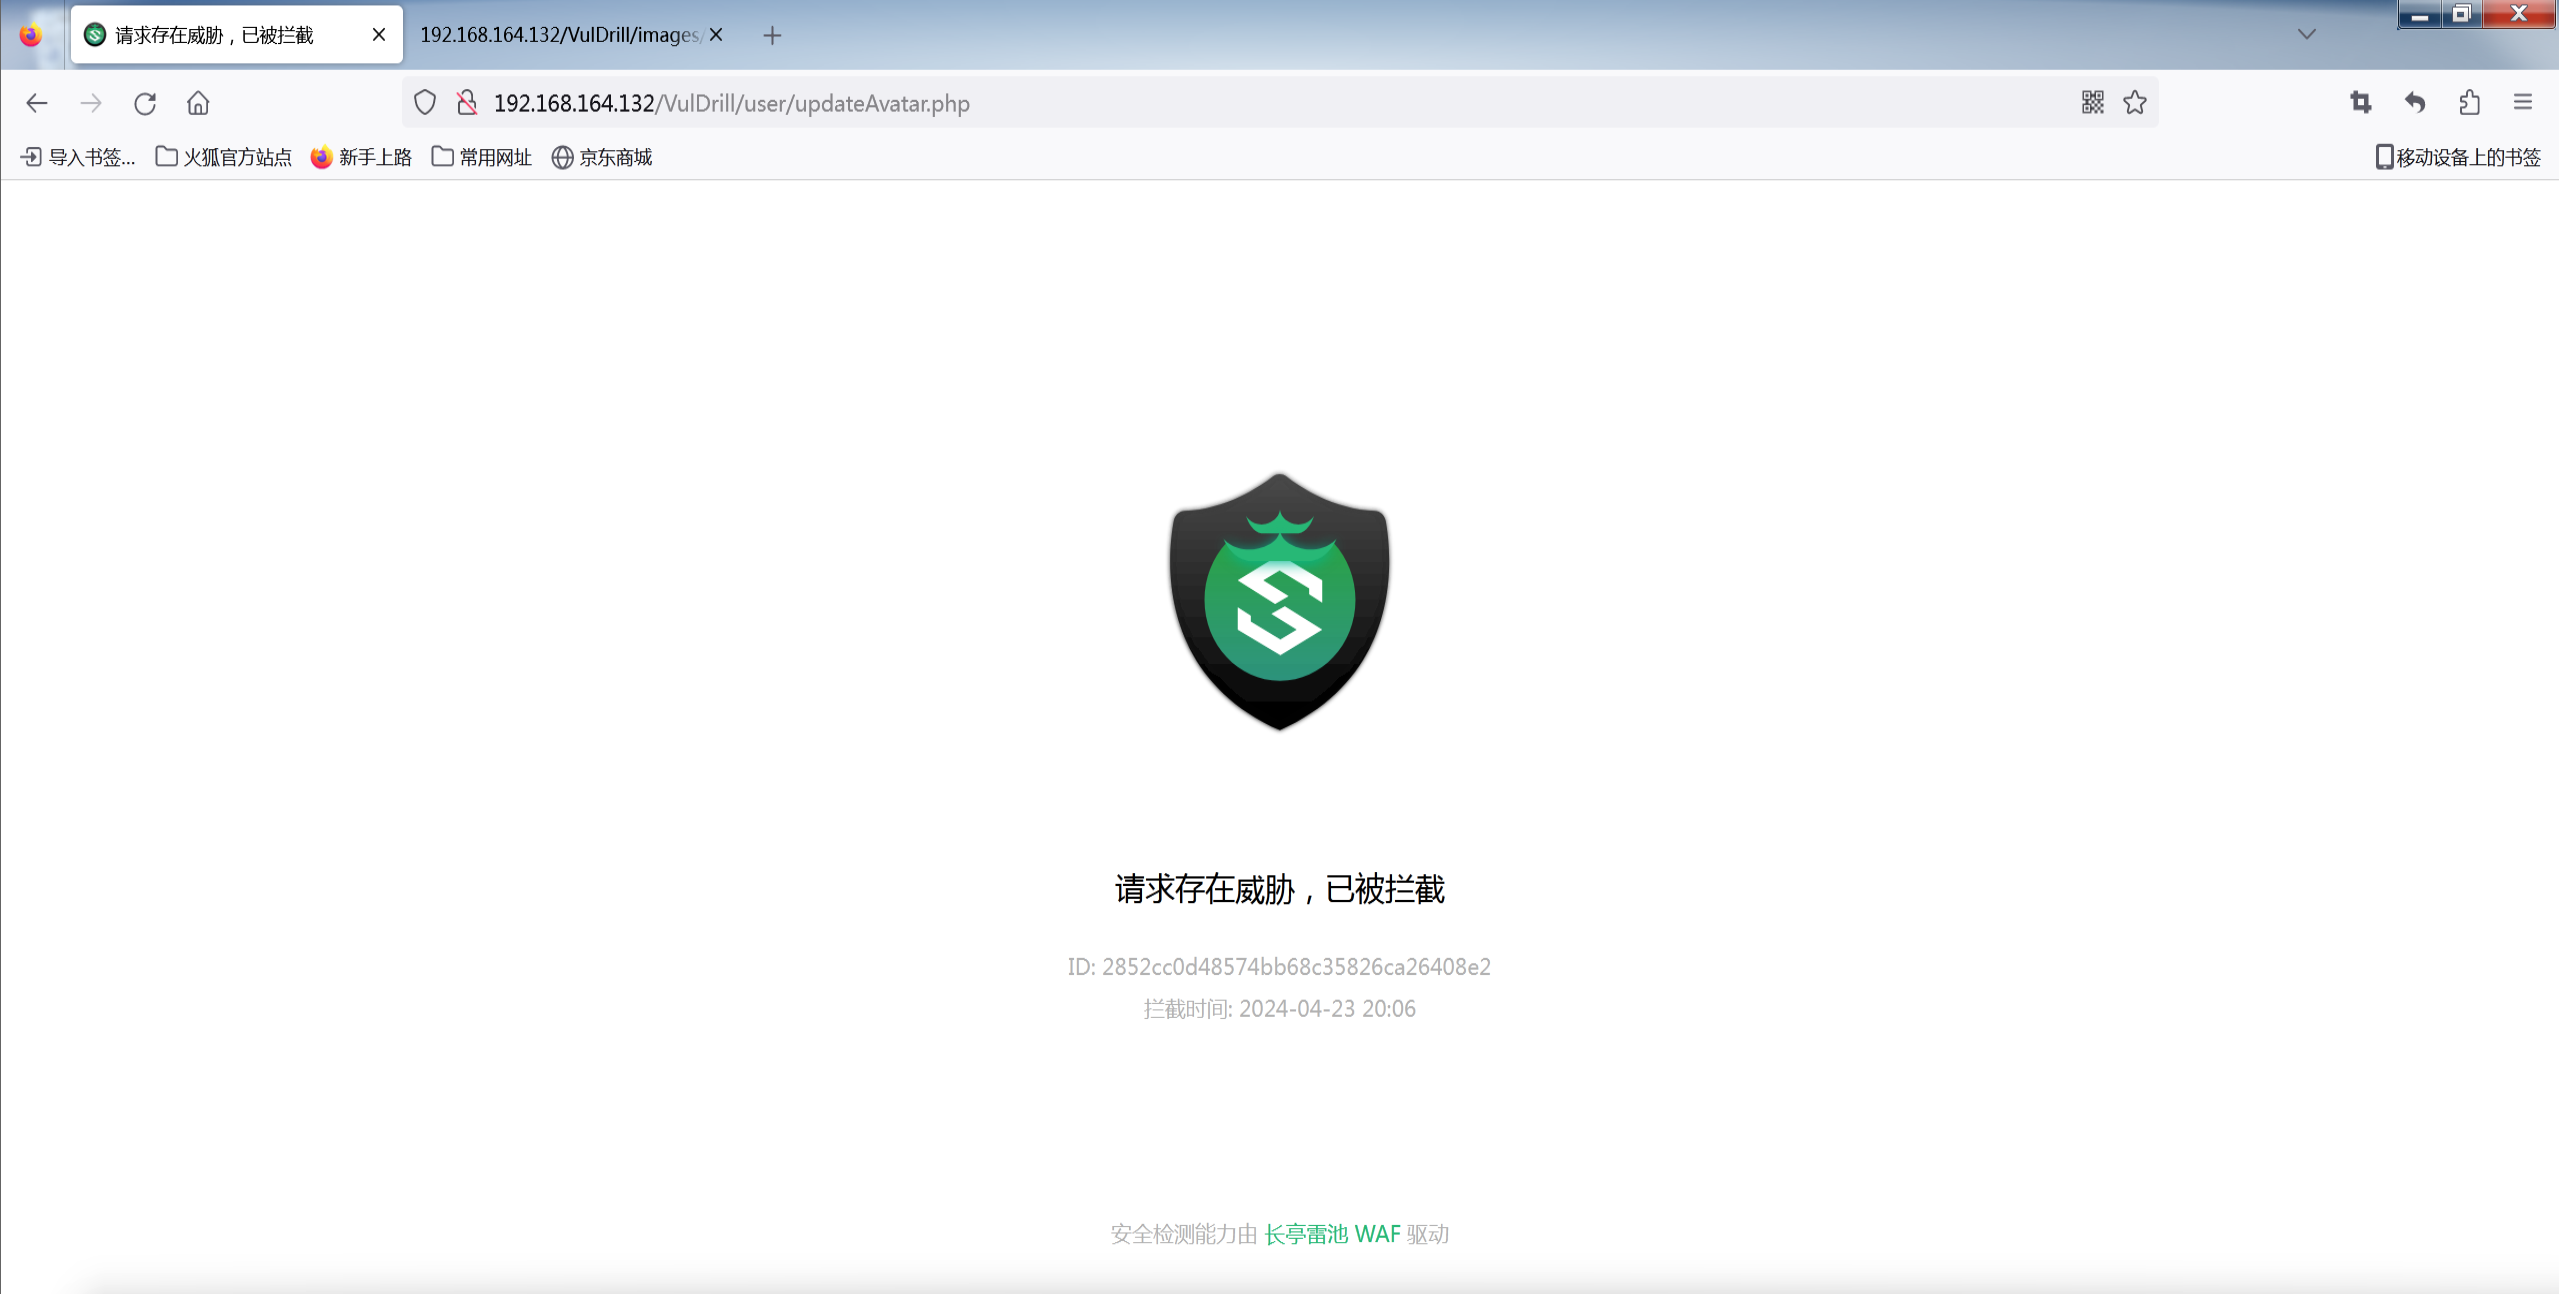 请求存在威胁，已被拦截
192.168.164.132/VulDrill/images/
192.168.164.132/VulDrill/user/updateAvatar.php
导入书签... 火狐官方站点 新手上路 常用网址 京东商城 移动设备上的书签
请求存在威胁，已被拦截
ID: 2852cc0d48574bb68c35826ca26408e2
拦截时间: 2024-04-23 20:06
安全检测能力由 长亭雷池 WAF 驱动